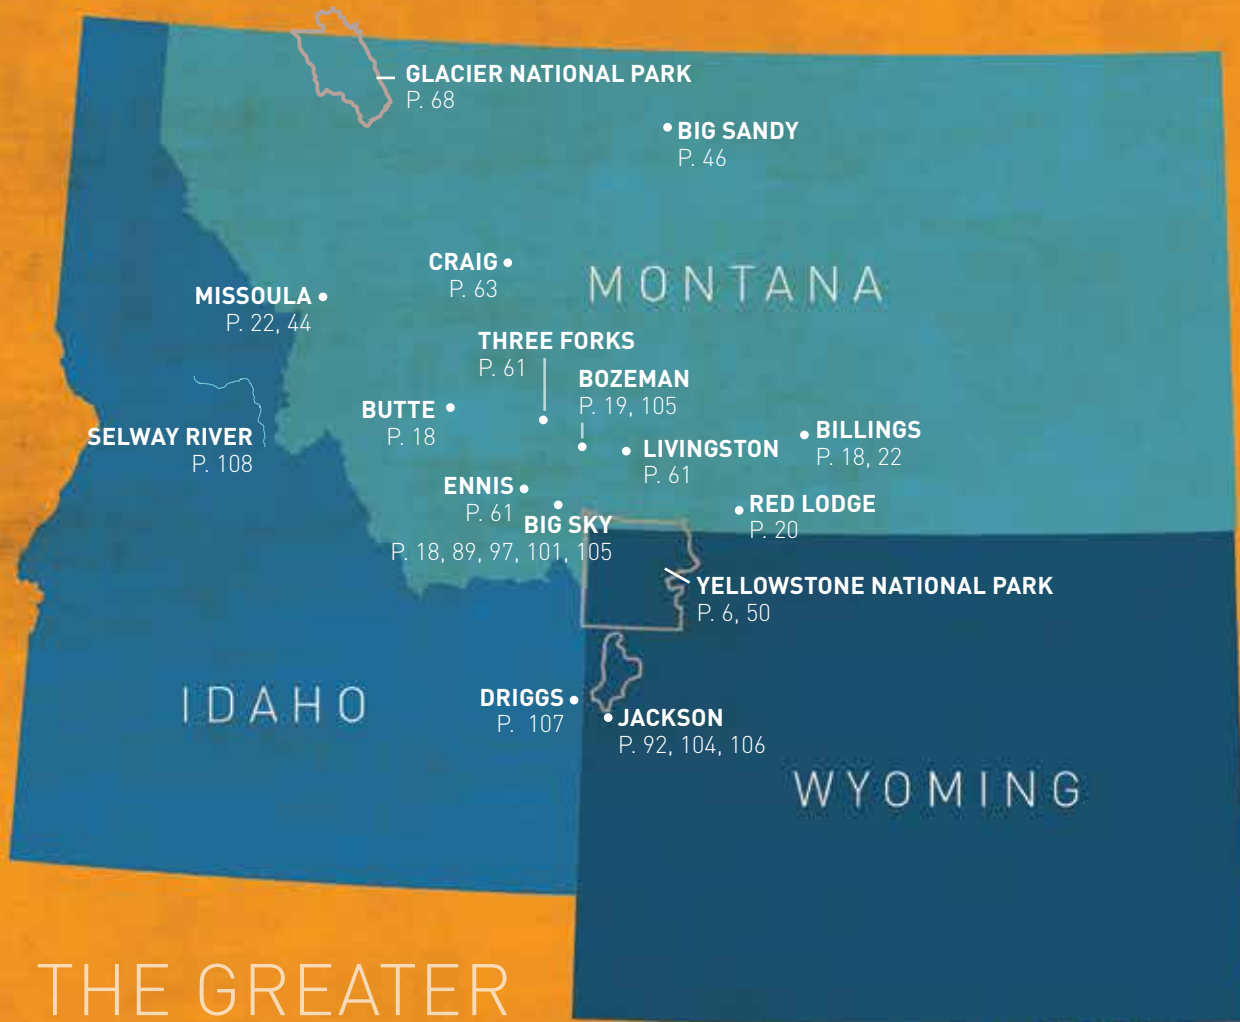 GLACIER NATIONAL PARK
P. 68
BIG SANDY
P. 46
CRAIG
P. 63
MONTANA
MISSOULA
P. 22, 44
THREE FORKS
P. 61
BOZEMAN
P. 19, 105
BUTTE
P. 18
BILLINGS
P. 18, 22
SELWAY RIVER
P. 108
LIVINGSTON
P. 61
ENNIS
P. 61
RED LODGE
P. 20
BIG SKY
P. 18, 89, 97, 101, 105
YELLOWSTONE NATIONAL PARK
P. 6, 50
IDAHO
DRIGGS
P. 107
JACKSON
P. 92, 104, 106
WYOMING
THE GREATER